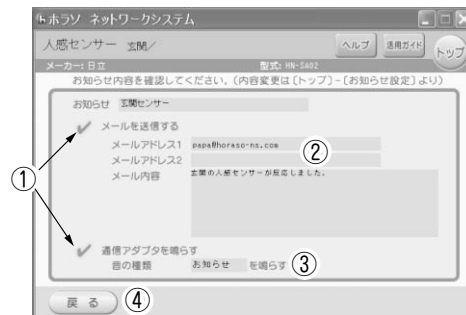 ホラソ ネットワークシステム
人感センサー 玄関/
ヘルプ 活用ガイド トップ
メーカー:日立 型式: HN-SA02
お知らせ内容を確認してください。(内容変更は[トップ]-[お知らせ設定]より)
お知らせ 玄関センサー
メールを送信する
メールアドレス1 papa@horaso-ns.com ②
メールアドレス2
メール内容 玄関の人感センサーが反応しました。
①
通信アダプタを鳴らす
音の種類 お知らせ を鳴らす ③
戻る ④